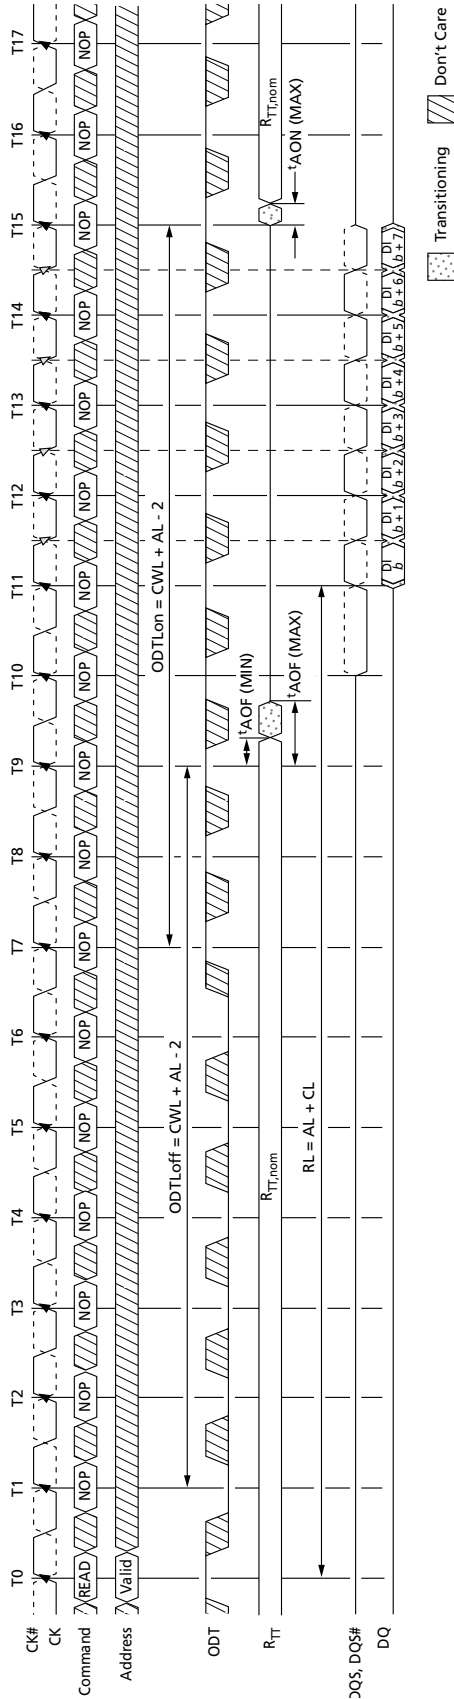 T0 T1 T2 T3 T4 T5 T6 T7 T8 T9 T10 T11 T12 T13 T14 T15 T16 T17
CK#
CK
Command READ NOP NOP NOP NOP NOP NOP NOP NOP NOP NOP NOP NOP NOP NOP NOP NOP NOP
Address Valid
ODTLon = CWL + AL - 2
ODTLoff = CWL + AL - 2
ODT
tAOF (MIN)
RTT RTT,nom RTT,nom
tAOF (MAX) tAON (MAX)
RL = AL + CL
DQS, DQS#
DQ DI b DI b + 1 DI b + 2 DI b + 3 DI b + 4 DI b + 5 DI b + 6 DI b + 7
Transitioning Don't Care